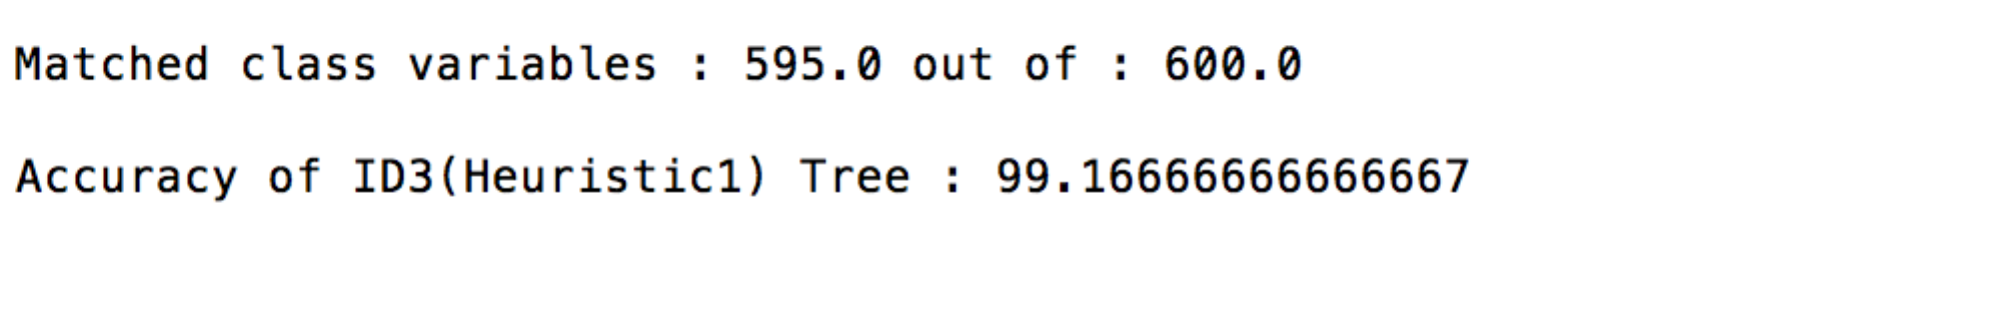 Matched class variables : 595.0 out of : 600.0
Accuracy of ID3(Heuristic1) Tree : 99.16666666666667